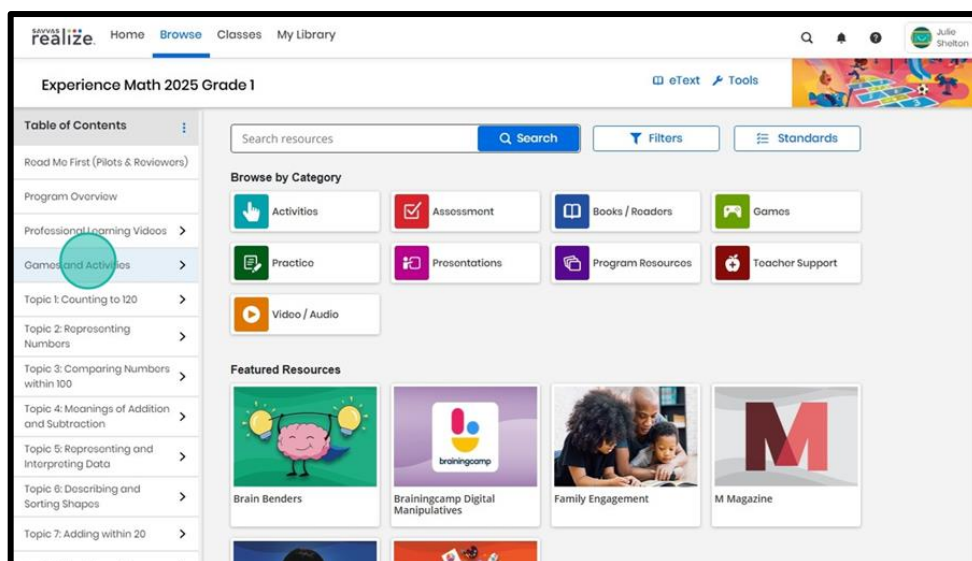 SAVVAS
realize.
Home Browse Classes My Library
Julie
Shelton
Experience Math 2025 Grade 1
eText Tools
Table of Contents
Read Me First (Pilots & Reviewers)
Program Overview
Professional Learning Videos
Games and Activities
Topic 1: Counting to 120
Topic 2: Representing
Numbers
Topic 3: Comparing Numbers
within 100
Topic 4: Meanings of Addition
and Subtraction
Topic 5: Representing and
Interpreting Data
Topic 6: Describing and
Sorting Shapes
Topic 7: Adding within 20
Search resources
Search
Filters
Standards
Browse by Category
Activities
Assessment
Books / Readers
Games
Practice
Presentations
Program Resources
Teacher Support
Video / Audio
Featured Resources
brainingcamp
M
Brain Benders
Brainingcamp Digital
Manipulatives
Family Engagement
M Magazine